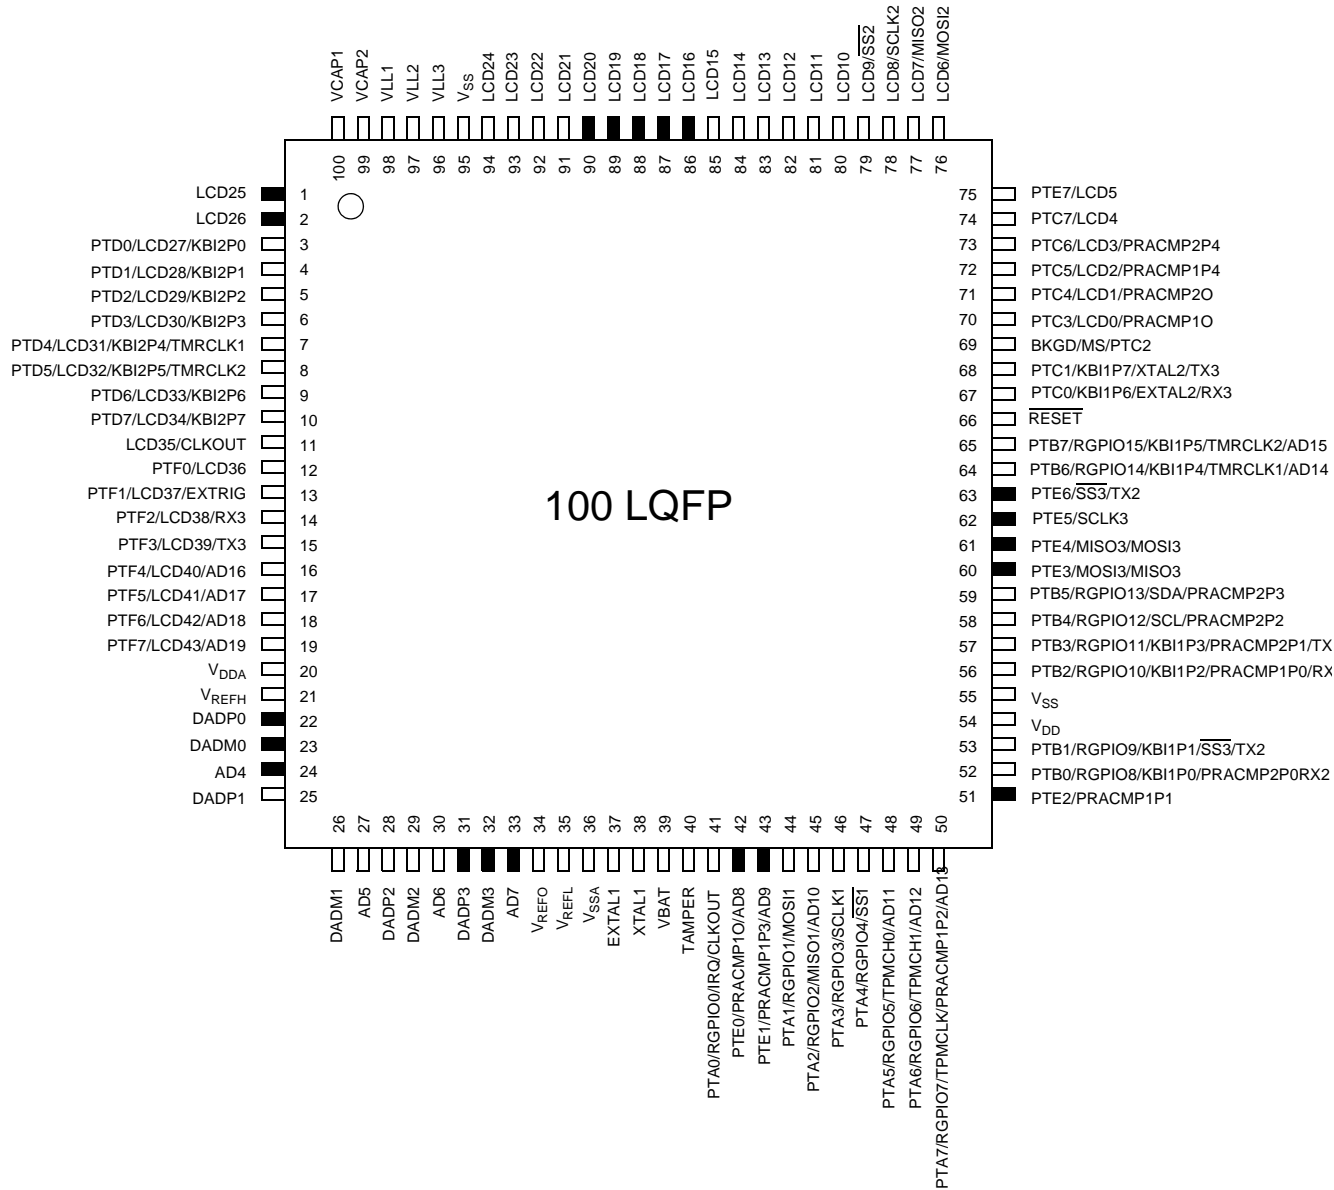 VCAP1
VCAP2
VLL1
VLL2
VLL3
VSS
LCD24
LCD23
LCD22
LCD21
LCD20
LCD19
LCD18
LCD17
LCD16
LCD15
LCD14
LCD13
LCD12
LCD11
LCD10
LCD9/SS2
LCD8/SCLK2
LCD7/MISO2
LCD6/MOSI2
100
99
98
97
96
95
94
93
92
91
90
89
88
87
86
85
84
83
82
81
80
79
78
77
76
LCD25 1
LCD26 2
PTD0/LCD27/KBI2P0 3
PTD1/LCD28/KBI2P1 4
PTD2/LCD29/KBI2P2 5
PTD3/LCD30/KBI2P3 6
PTD4/LCD31/KBI2P4/TMRCLK1 7
PTD5/LCD32/KBI2P5/TMRCLK2 8
PTD6/LCD33/KBI2P6 9
PTD7/LCD34/KBI2P7 10
LCD35/CLKOUT 11
PTF0/LCD36 12
PTF1/LCD37/EXTRIG 13
PTF2/LCD38/RX3 14
PTF3/LCD39/TX3 15
PTF4/LCD40/AD16 16
PTF5/LCD41/AD17 17
PTF6/LCD42/AD18 18
PTF7/LCD43/AD19 19
VDDA 20
VREFH 21
DADP0 22
DADM0 23
AD4 24
DADP1 25
100 LQFP
75 PTE7/LCD5
74 PTC7/LCD4
73 PTC6/LCD3/PRACMP2P4
72 PTC5/LCD2/PRACMP1P4
71 PTC4/LCD1/PRACMP2O
70 PTC3/LCD0/PRACMP1O
69 BKGD/MS/PTC2
68 PTC1/KBI1P7/XTAL2/TX3
67 PTC0/KBI1P6/EXTAL2/RX3
66 RESET
65 PTB7/RGPIO15/KBI1P5/TMRCLK2/AD15
64 PTB6/RGPIO14/KBI1P4/TMRCLK1/AD14
63 PTE6/SS3/TX2
62 PTE5/SCLK3
61 PTE4/MISO3/MOSI3
60 PTE3/MOSI3/MISO3
59 PTB5/RGPIO13/SDA/PRACMP2P3
58 PTB4/RGPIO12/SCL/PRACMP2P2
57 PTB3/RGPIO11/KBI1P3/PRACMP2P1/TX
56 PTB2/RGPIO10/KBI1P2/PRACMP1P0/RX
55 VSS
54 VDD
53 PTB1/RGPIO9/KBI1P1/SS3/TX2
52 PTB0/RGPIO8/KBI1P0/PRACMP2P0RX2
51 PTE2/PRACMP1P1
26
27
28
29
30
31
32
33
34
35
36
37
38
39
40
41
42
43
44
45
46
47
48
49
50
DADM1
AD5
DADP2
DADM2
AD6
DADP3
DADM3
AD7
VREFO
VREFL
VSSA
EXTAL1
XTAL1
VBAT
TAMPER
PTA0/RGPIO0/IRQ/CLKOUT
PTE0/PRACMP1O/AD8
PTE1/PRACMP1P3/AD9
PTA1/RGPIO1/MOSI1
PTA2/RGPIO2/MISO1/AD10
PTA3/RGPIO3/SCLK1
PTA4/RGPIO4/SS1
PTA5/RGPIO5/TPMCH0/AD11
PTA6/RGPIO6/TPMCH1/AD12
PTA7/RGPIO7/TPMCLK/PRACMP1P2/AD13